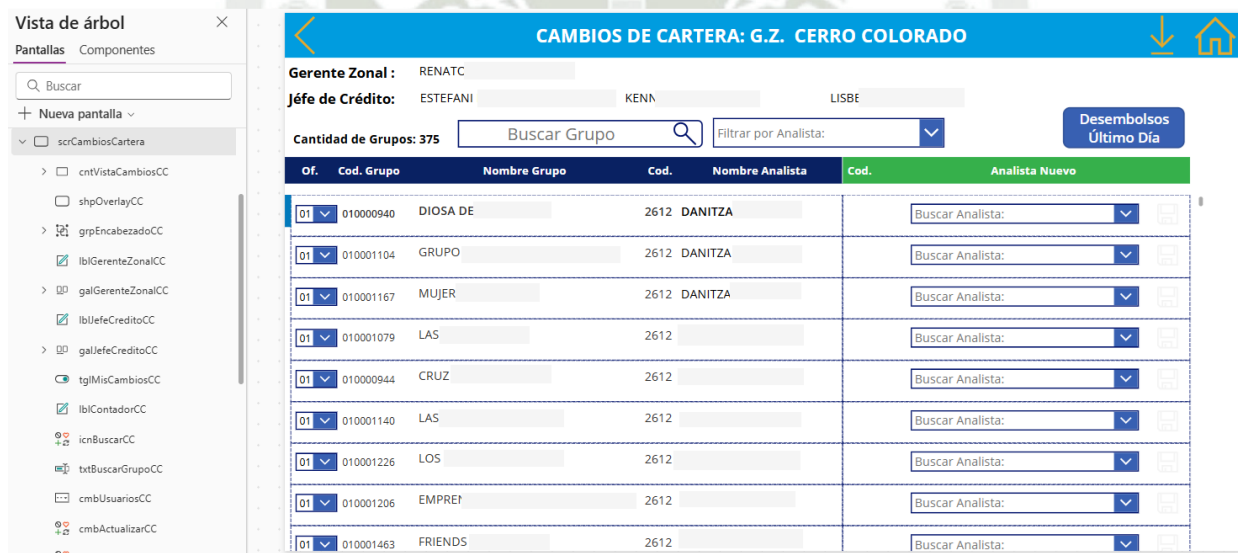 Vista de árbol
Pantallas Componentes
Buscar
Nueva pantalla
scrCambiosCartera
cntVistaCambiosCC
shpOverlayCC
grpEncabezadoCC
lblGerenteZonalCC
galGerenteZonalCC
lblJefeCreditoCC
galJefeCreditoCC
tglMisCambiosCC
lblContadorCC
icnBuscarCC
txtBuscarGrupoCC
cmbUsuariosCC
cmbActualizarCC
CAMBIOS DE CARTERA: G.Z. CERRO COLORADO
Gerente Zonal : RENATO
Jéfe de Crédito: ESTEFANI KENN LISBE
Cantidad de Grupos: 375 Buscar Grupo Filtrar por Analista: Desembolsos
Último Día
Of. Cod. Grupo Nombre Grupo Cod. Nombre Analista Cod. Analista Nuevo
01 010000940 DIOSA DE 2612 DANITZA Buscar Analista:
01 010001104 GRUPO 2612 DANITZA Buscar Analista:
01 010001167 MUJER 2612 DANITZA Buscar Analista:
01 010001079 LAS 2612 Buscar Analista:
01 010000944 CRUZ 2612 Buscar Analista:
01 010001140 LAS 2612 Buscar Analista:
01 010001226 LOS 2612 Buscar Analista:
01 010001206 EMPREN 2612 Buscar Analista:
01 010001463 FRIENDS 2612 Buscar Analista: